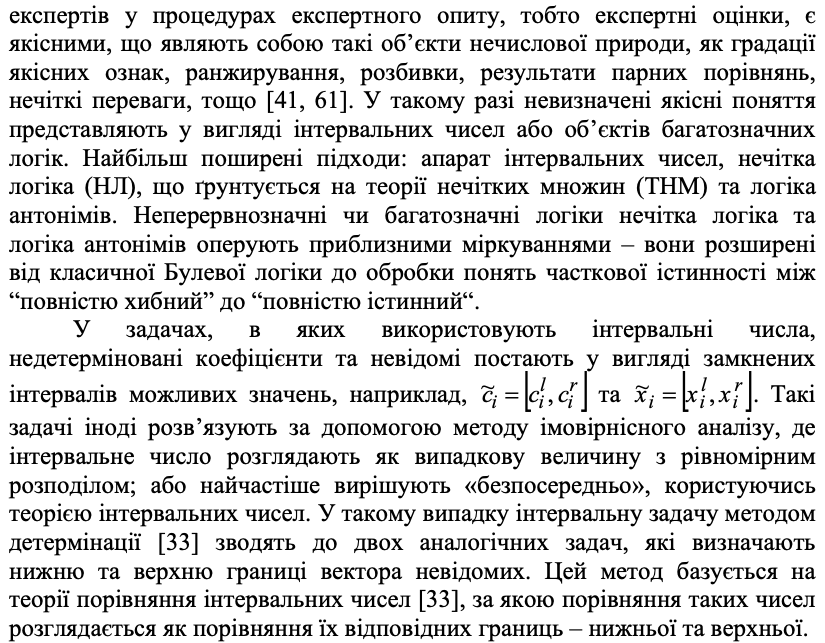 експертів у процедурах експертного опиту, тобто експертні оцінки, є
якісними, що являють собою такі об’єкти нечислової природи, як градації
якісних ознак, ранжирування, розбивки, результати парних порівнянь,
нечіткі переваги, тощо [41, 61]. У такому разі невизначені якісні поняття
представляють у вигляді інтервальних чисел або об’єктів багатозначних
логік. Найбільш поширені підходи: апарат інтервальних чисел, нечітка
логіка (НЛ), що ґрунтується на теорії нечітких множин (ТНМ) та логіка
антонімів. Неперервнозначні чи багатозначні логіки нечітка логіка та
логіка антонімів оперують приблизними міркуваннями – вони розширені
від класичної Булевої логіки до обробки понять часткової істинності між
“повністю хибний” до “повністю істинний“.
У задачах, в яких використовують інтервальні числа,
недетерміновані коефіцієнти та невідомі постають у вигляді замкнених
інтервалів можливих значень, наприклад, c̃ᵢ = ⌊cᵢˡ, cᵢʳ⌋ та x̃ᵢ = ⌊xᵢˡ, xᵢʳ⌋. Такі
задачі іноді розв’язують за допомогою методу імовірнісного аналізу, де
інтервальне число розглядають як випадкову величину з рівномірним
розподілом; або найчастіше вирішують «безпосередньо», користуючись
теорією інтервальних чисел. У такому випадку інтервальну задачу методом
детермінації [33] зводять до двох аналогічних задач, які визначають
нижню та верхню границі вектора невідомих. Цей метод базується на
теорії порівняння інтервальних чисел [33], за якою порівняння таких чисел
розглядається як порівняння їх відповідних границь – нижньої та верхньої.